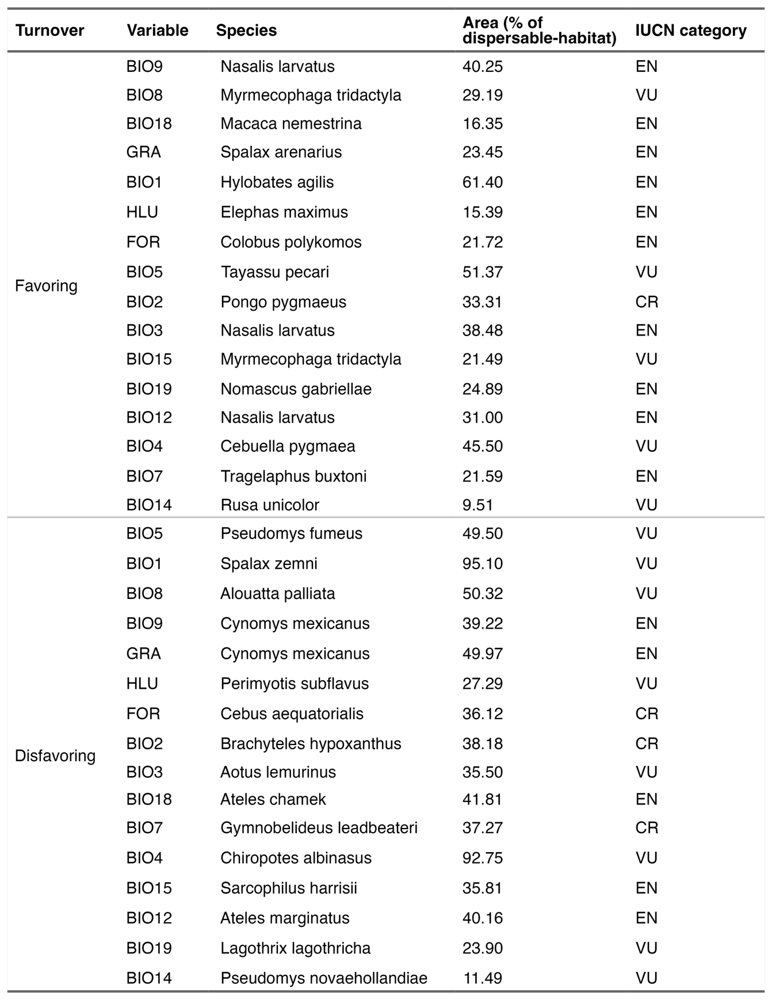 Turnover Variable Species Area (% of dispersable-habitat) IUCN category
Favoring
BIO9 Nasalis larvatus 40.25 EN
BIO8 Myrmecophaga tridactyla 29.19 VU
BIO18 Macaca nemestrina 16.35 EN
GRA Spalax arenarius 23.45 EN
BIO1 Hylobates agilis 61.40 EN
HLU Elephas maximus 15.39 EN
FOR Colobus polykomos 21.72 EN
BIO5 Tayassu pecari 51.37 VU
BIO2 Pongo pygmaeus 33.31 CR
BIO3 Nasalis larvatus 38.48 EN
BIO15 Myrmecophaga tridactyla 21.49 VU
BIO19 Nomascus gabriellae 24.89 EN
BIO12 Nasalis larvatus 31.00 EN
BIO4 Cebuella pygmaea 45.50 VU
BIO7 Tragelaphus buxtoni 21.59 EN
BIO14 Rusa unicolor 9.51 VU
Disfavoring
BIO5 Pseudomys fumeus 49.50 VU
BIO1 Spalax zemni 95.10 VU
BIO8 Alouatta palliata 50.32 VU
BIO9 Cynomys mexicanus 39.22 EN
GRA Cynomys mexicanus 49.97 EN
HLU Perimyotis subflavus 27.29 VU
FOR Cebus aequatorialis 36.12 CR
BIO2 Brachyteles hypoxanthus 38.18 CR
BIO3 Aotus lemurinus 35.50 VU
BIO18 Ateles chamek 41.81 EN
BIO7 Gymnobelideus leadbeateri 37.27 CR
BIO4 Chiropotes albinasus 92.75 VU
BIO15 Sarcophilus harrisii 35.81 EN
BIO12 Ateles marginatus 40.16 EN
BIO19 Lagothrix lagothricha 23.90 VU
BIO14 Pseudomys novaehollandiae 11.49 VU